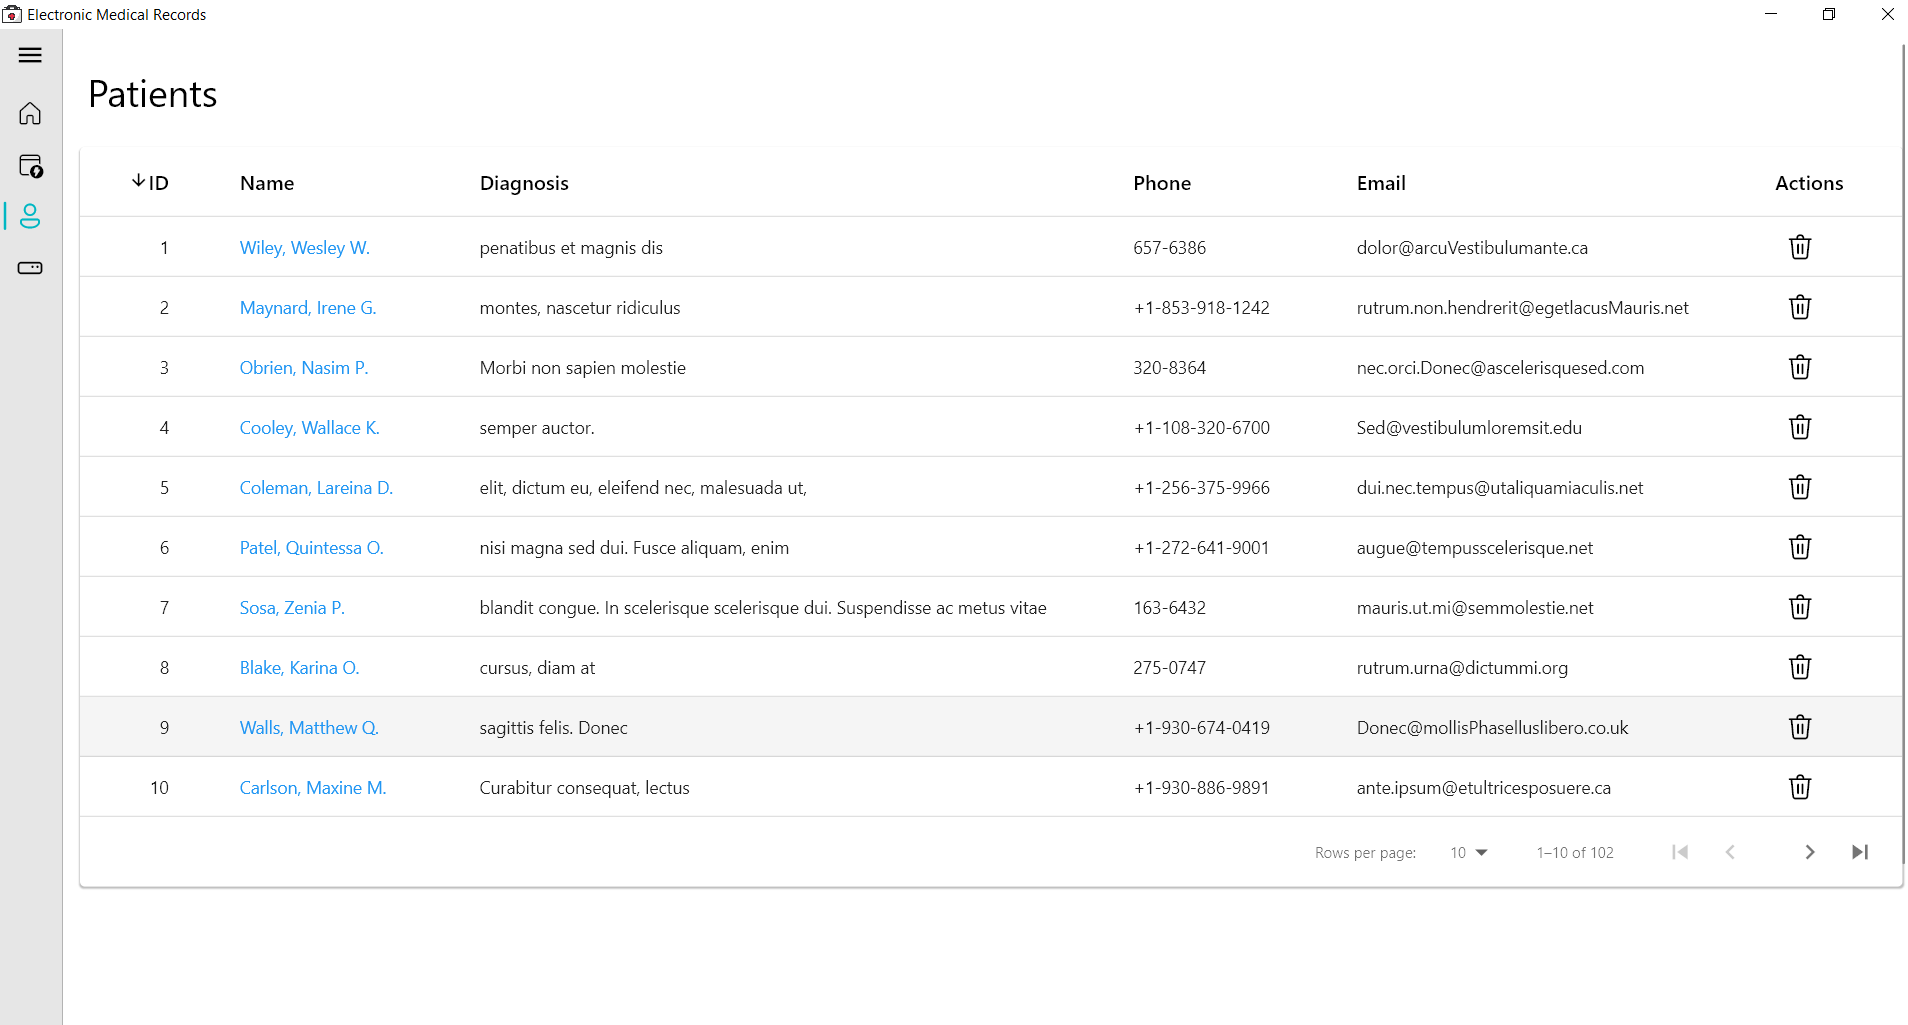 Electronic Medical Records
Patients
ID Name Diagnosis Phone Email Actions
1 Wiley, Wesley W. penatibus et magnis dis 657-6386 dolor@arcuVestibulumante.ca
2 Maynard, Irene G. montes, nascetur ridiculus +1-853-918-1242 rutrum.non.hendrerit@egetlacusMauris.net
3 Obrien, Nasim P. Morbi non sapien molestie 320-8364 nec.orci.Donec@ascelerisquesed.com
4 Cooley, Wallace K. semper auctor. +1-108-320-6700 Sed@vestibulumloremsit.edu
5 Coleman, Lareina D. elit, dictum eu, eleifend nec, malesuada ut, +1-256-375-9966 dui.nec.tempus@utaliquamiaculis.net
6 Patel, Quintessa O. nisi magna sed dui. Fusce aliquam, enim +1-272-641-9001 augue@tempusscelerisque.net
7 Sosa, Zenia P. blandit congue. In scelerisque scelerisque dui. Suspendisse ac metus vitae 163-6432 mauris.ut.mi@semmolestie.net
8 Blake, Karina O. cursus, diam at 275-0747 rutrum.urna@dictummi.org
9 Walls, Matthew Q. sagittis felis. Donec +1-930-674-0419 Donec@mollisPhaselluslibero.co.uk
10 Carlson, Maxine M. Curabitur consequat, lectus +1-930-886-9891 ante.ipsum@etultricesposuere.ca
Rows per page: 10 1–10 of 102